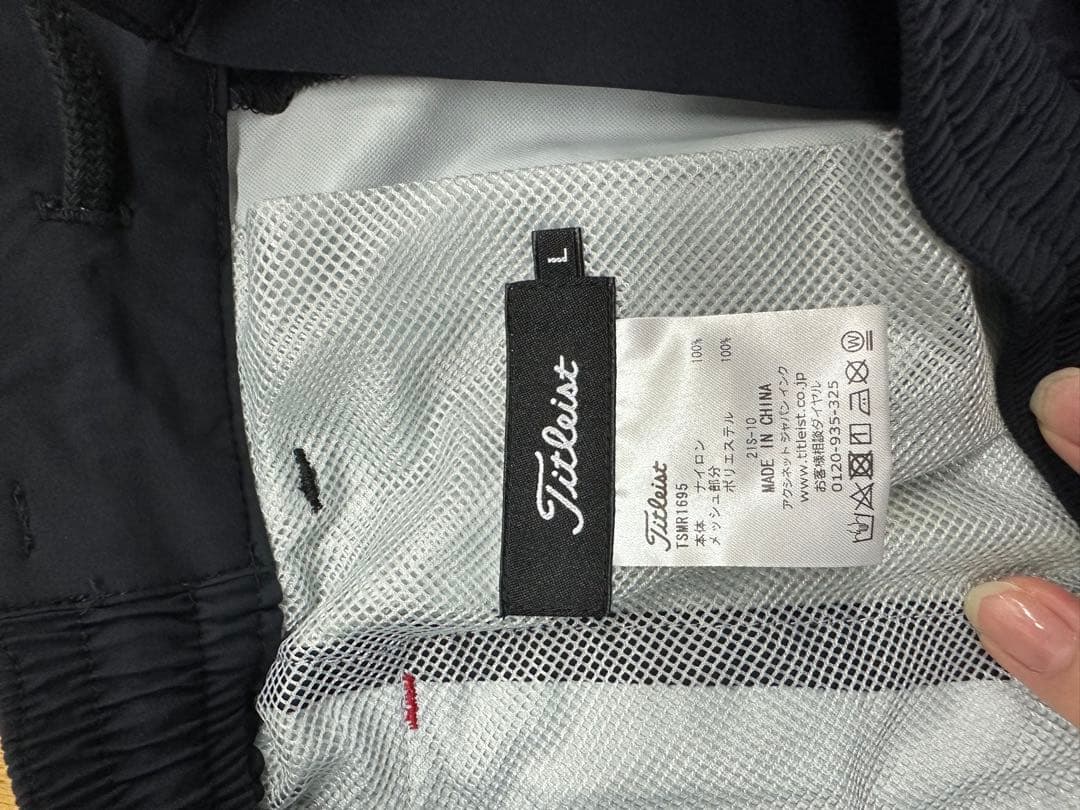 L
Titleist
Titleist
TSMR1695
本体 ナイロン 100%
メッシュ部分
ポリエステル 100%
21S-10
MADE IN CHINA
アクシネットジャパンインク
www.titleist.co.jp
お客様相談ダイヤル
0120-935-325
W